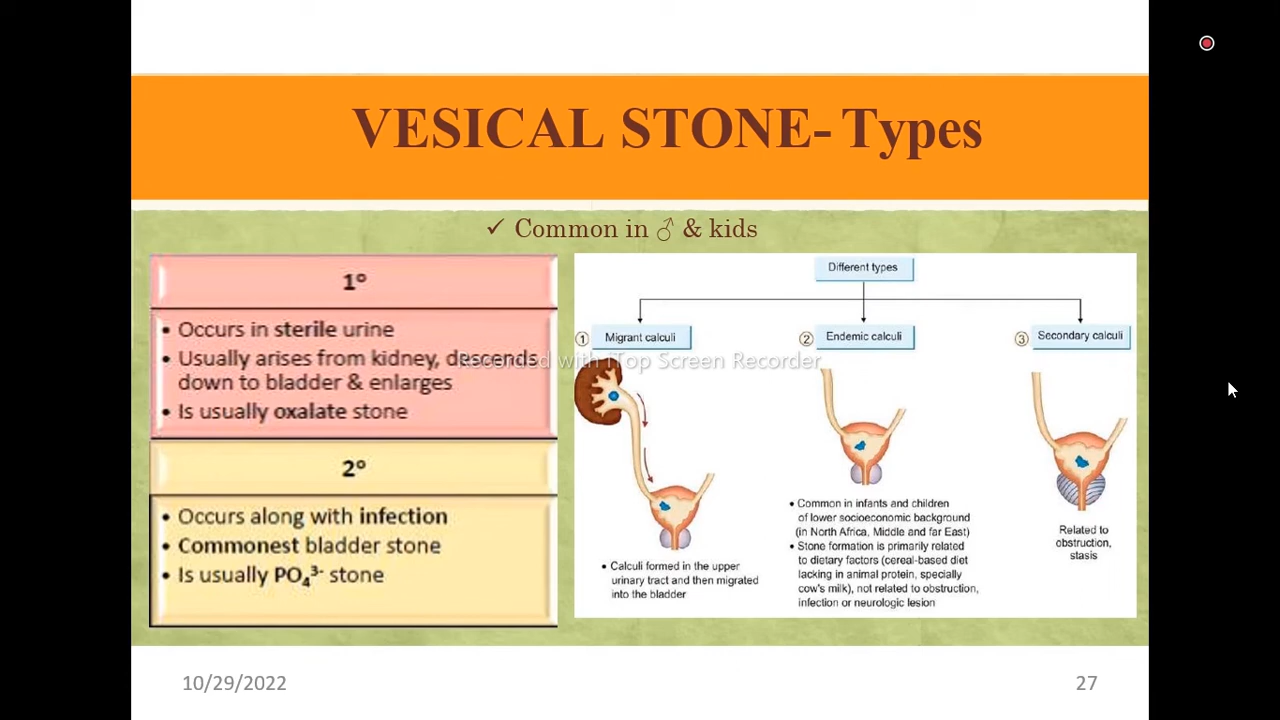 VESICAL STONE- Types
✓ Common in ♂ & kids
1°
• Occurs in sterile urine
• Usually arises from kidney, descends
down to bladder & enlarges
• Is usually oxalate stone
2°
• Occurs along with infection
• Commonest bladder stone
• Is usually PO₄³⁻ stone
Different types
① Migrant calculi
② Endemic calculi
③ Secondary calculi
• Calculi formed in the upper
urinary tract and then migrated
into the bladder
• Common in infants and children
of lower socioeconomic background
(in North Africa, Middle and far East)
• Stone formation is primarily related
to dietary factors (cereal-based diet
lacking in animal protein, specially
cow's milk), not related to obstruction,
infection or neurologic lesion
Related to
obstruction,
stasis
Recorded with iTop Screen Recorder
10/29/2022
27